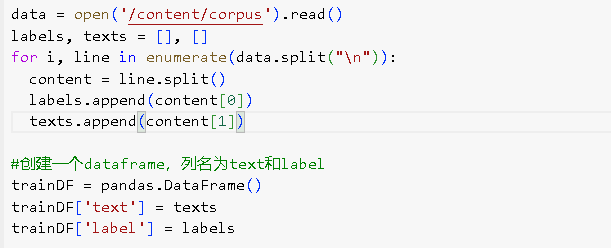 data = open('/content/corpus').read()
labels, texts = [], []
for i, line in enumerate(data.split("\n")):
  content = line.split()
  labels.append(content[0])
  texts.append(content[1])

#创建一个dataframe, 列名为text和label
trainDF = pandas.DataFrame()
trainDF['text'] = texts
trainDF['label'] = labels